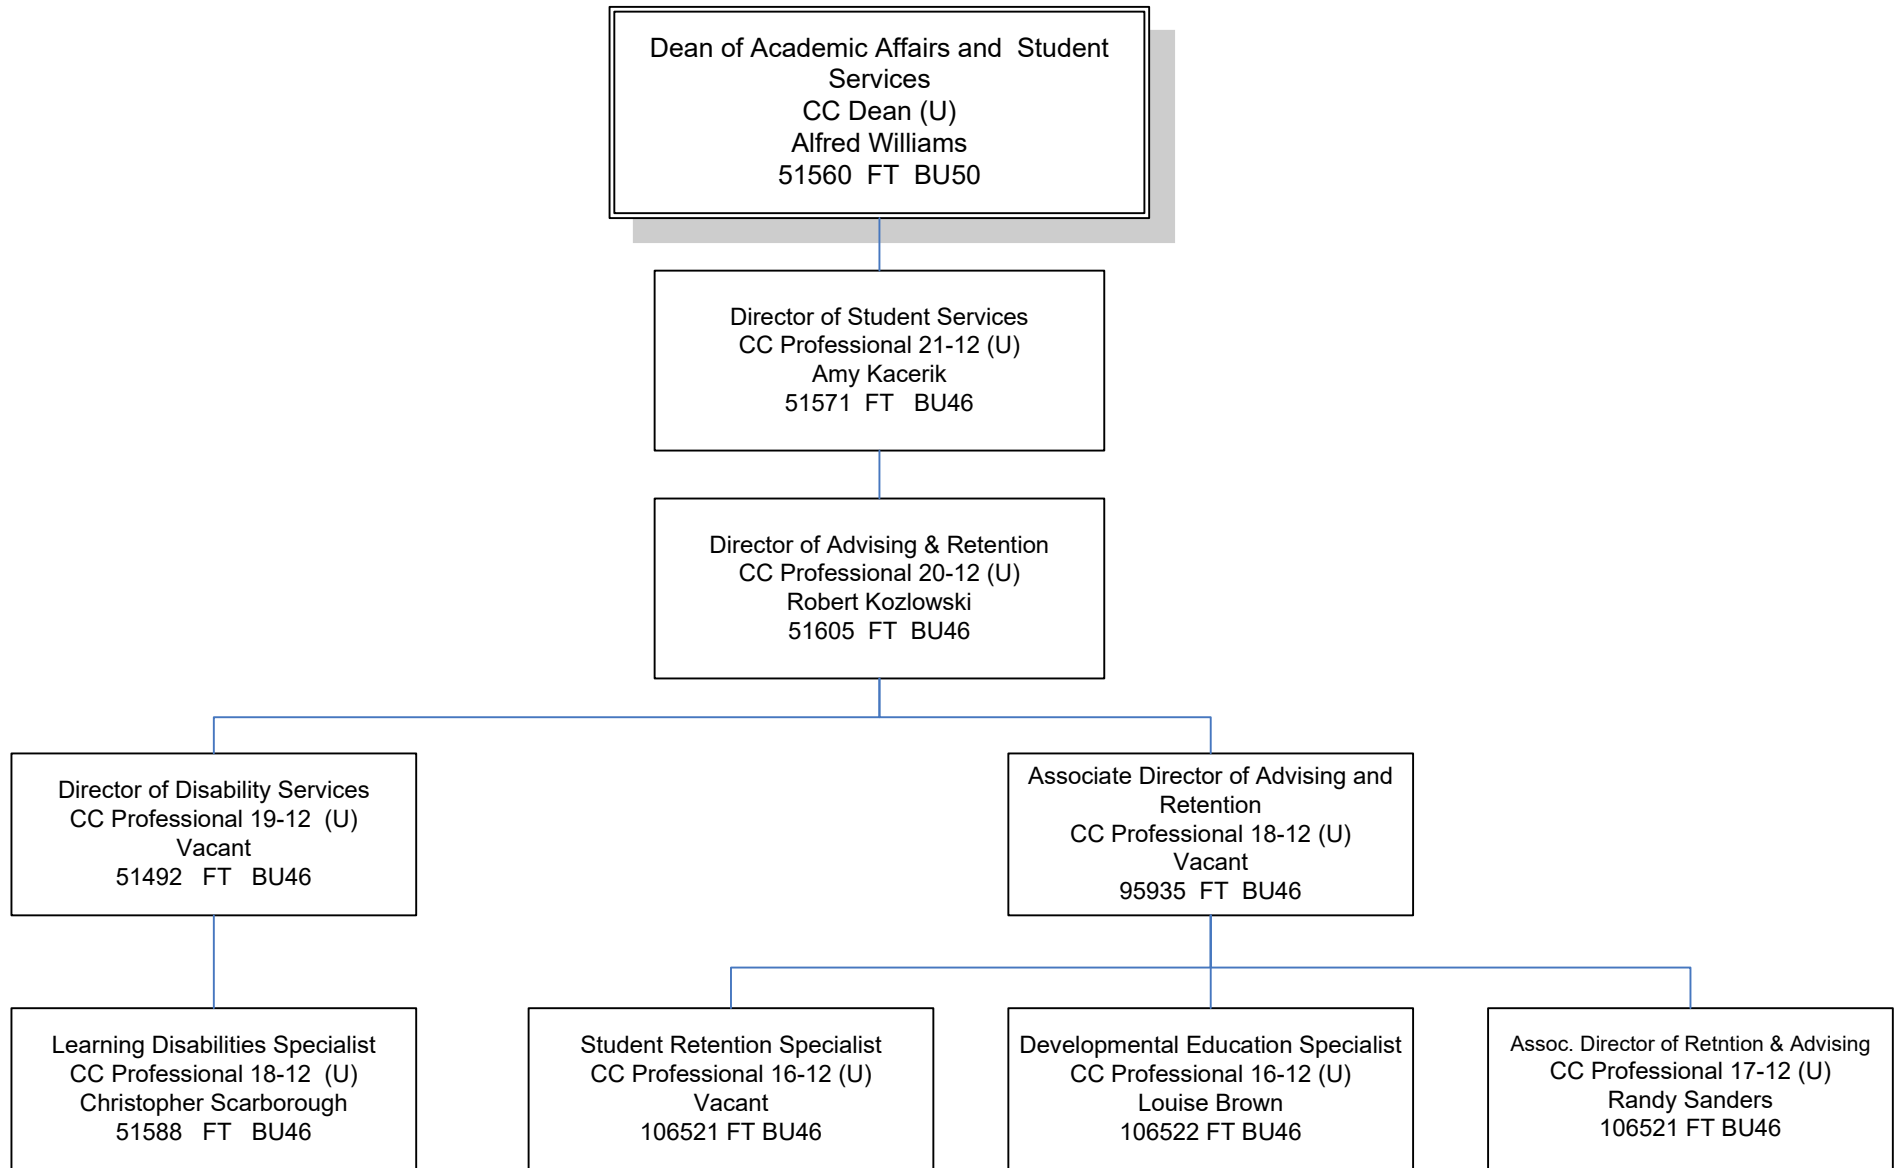 Dean of Academic Affairs and  Student
Services
CC Dean (U)
Alfred Williams
51560  FT  BU50
Director of Student Services
CC Professional 21-12 (U)
Amy Kacerik
51571  FT   BU46
Director of Advising & Retention
CC Professional 20-12 (U)
Robert Kozlowski
51605  FT  BU46
Director of Disability Services
CC Professional 19-12  (U)
Vacant
51492   FT   BU46
Associate Director of Advising and
Retention
CC Professional 18-12 (U)
Vacant
95935  FT  BU46
Learning Disabilities Specialist
CC Professional 18-12  (U)
Christopher Scarborough
51588   FT   BU46
Student Retention Specialist
CC Professional 16-12 (U)
Vacant
106521 FT BU46
Developmental Education Specialist
CC Professional 16-12 (U)
Louise Brown
106522 FT BU46
Assoc. Director of Retntion & Advising
CC Professional 17-12 (U)
Randy Sanders
106521 FT BU46